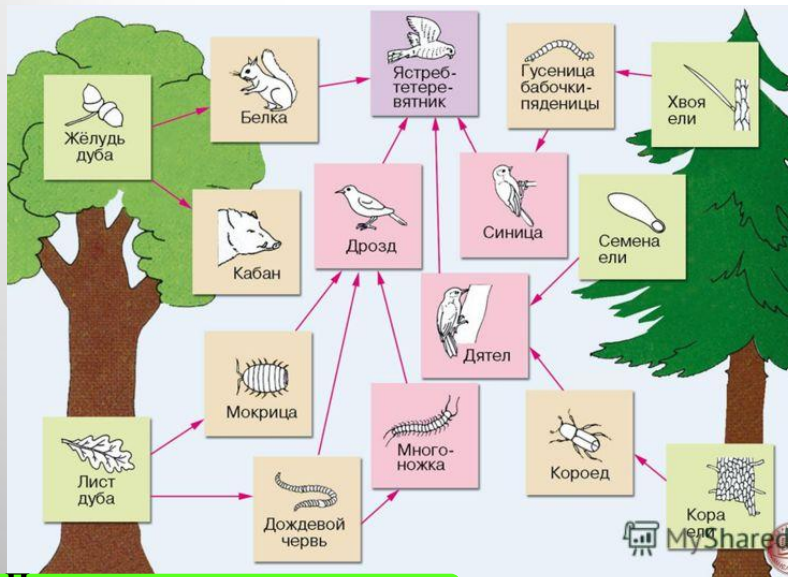 Ястреб-
тетере-
вятник
Гусеница
бабочки-
пяденицы
Хвоя
ели
Белка
Жёлудь
дуба
Дрозд
Синица
Семена
ели
Кабан
Дятел
Мокрица
Много-
ножка
Короед
Лист
дуба
Дождевой
червь
Кора
ели
MyShared